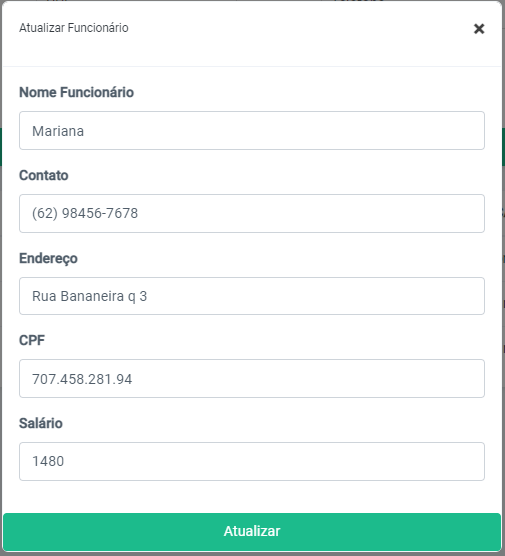 Atualizar Funcionário
Nome Funcionário
Mariana
Contato
(62) 98456-7678
Endereço
Rua Bananeira q 3
CPF
707.458.281.94
Salário
1480
Atualizar